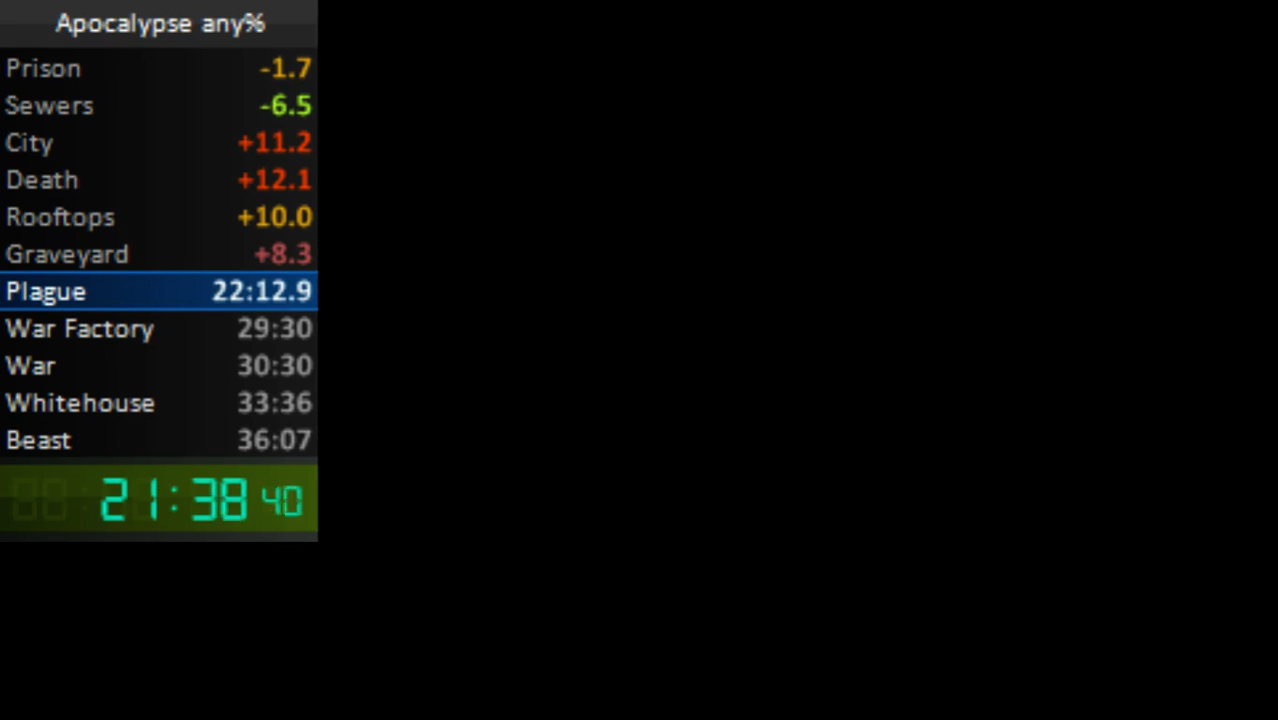 Apocalypse any%
Prison -1.7
Sewers -6.5
City +11.2
Death +12.1
Rooftops +10.0
Graveyard +8.3
Plague 22:12.9
War Factory 29:30
War 30:30
Whitehouse 33:36
Beast 36:07
21:38 40